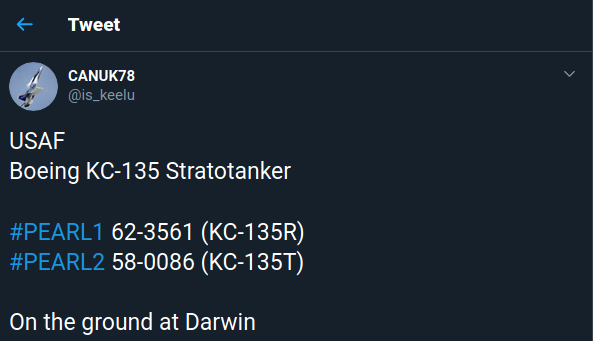 Tweet
CANUK78
@is_keelu
USAF
Boeing KC-135 Stratotanker
#PEARL1 62-3561 (KC-135R)
#PEARL2 58-0086 (KC-135T)
On the ground at Darwin